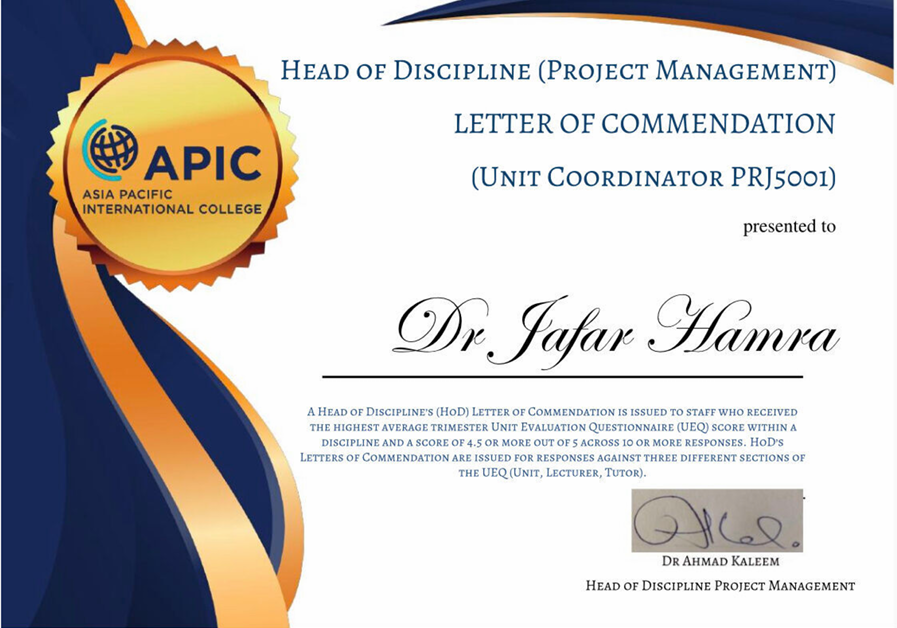 Head of Discipline (Project Management)
LETTER OF COMMENDATION
(Unit Coordinator PRJ5001)
APIC
ASIA PACIFIC
INTERNATIONAL COLLEGE
presented to
Dr Jafar Hamra
A Head of Discipline's (HoD) Letter of Commendation is issued to staff who received
the highest average trimester Unit Evaluation Questionnaire (UEQ) score within a
discipline and a score of 4.5 or more out of 5 across 10 or more responses. HoD's
Letters of Commendation are issued for responses against three different sections of
the UEQ (Unit, Lecturer, Tutor).
Dr Ahmad Kaleem
Head of Discipline Project Management